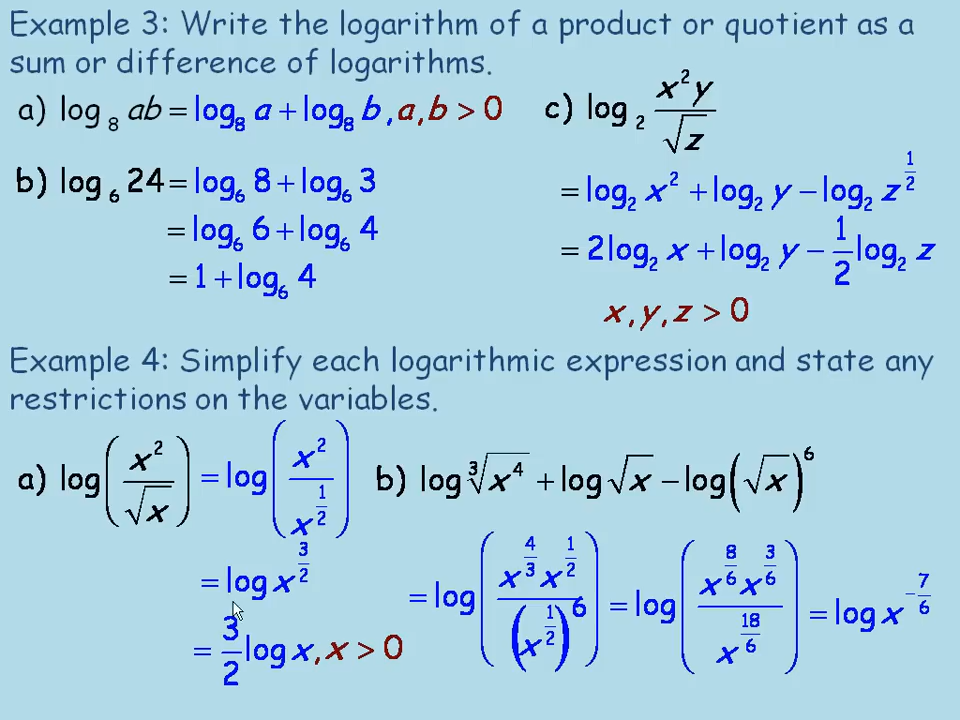 Example 3: Write the logarithm of a product or quotient as a
sum or difference of logarithms.
a) log₈ ab = log₈ a + log₈ b, a, b > 0
b) log₆ 24 = log₆ 8 + log₆ 3
= log₆ 6 + log₆ 4
= 1 + log₆ 4
c) log₂ (x²y / √z)
= log₂ x² + log₂ y − log₂ z^(1/2)
= 2log₂ x + log₂ y − 1/2 log₂ z
x, y, z > 0
Example 4: Simplify each logarithmic expression and state any
restrictions on the variables.
a) log(x² / √x) = log(x² / x^(1/2))
= log x^(3/2)
= 3/2 log x, x > 0
b) log ∛(x⁴) + log √x − log(√x)⁶
= log(x^(4/3) x^(1/2) / (x^(1/2))⁶) = log(x^(8/6) x^(3/6) / x^(18/6)) = log x^(−7/6)